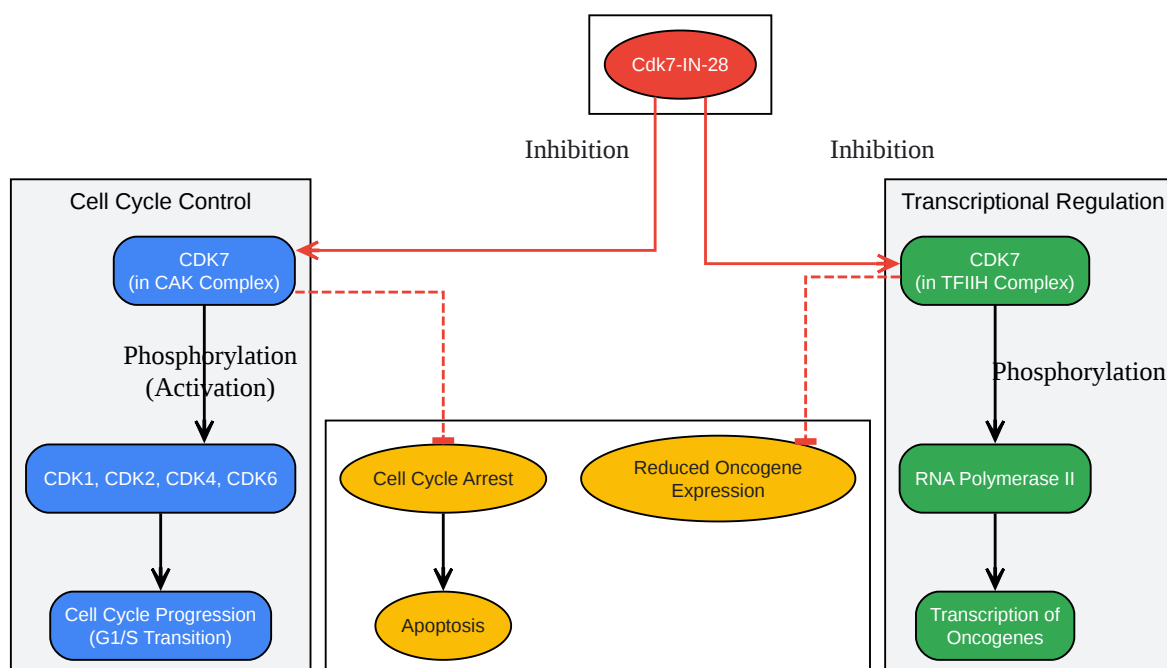 Cdk7-IN-28
Inhibition
Inhibition
Cell Cycle Control
Transcriptional Regulation
CDK7
(in CAK Complex)
CDK7
(in TFIIH Complex)
Phosphorylation
(Activation)
Phosphorylation
CDK1, CDK2, CDK4, CDK6
Cell Cycle Arrest
Reduced Oncogene
Expression
RNA Polymerase II
Cell Cycle Progression
(G1/S Transition)
Apoptosis
Transcription of
Oncogenes